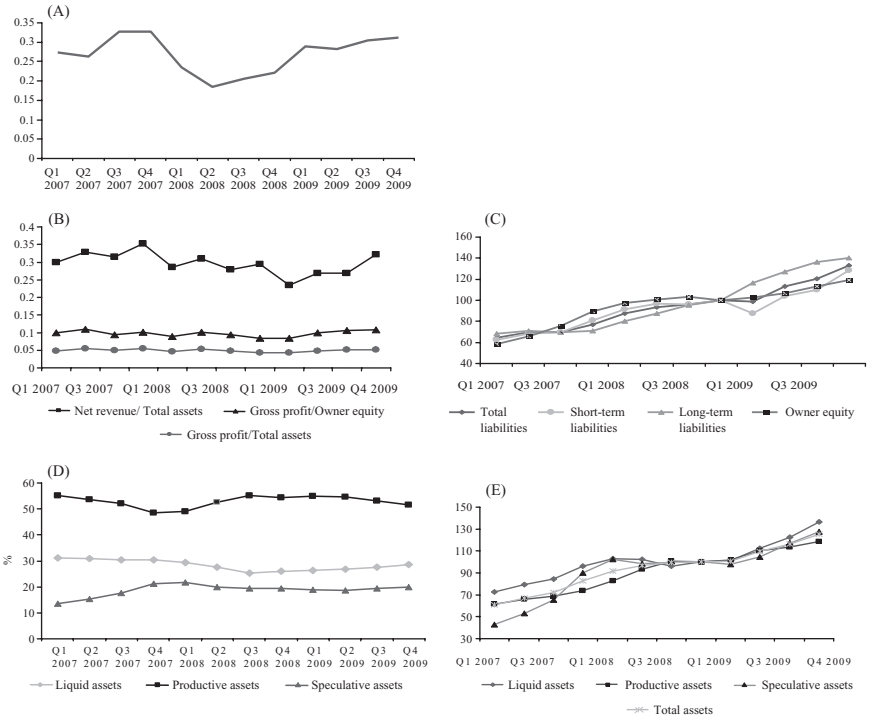 (A)
0.35
0.3
0.25
0.2
0.15
0.1
0.05
0
Q1 Q2 Q3 Q4 Q1 Q2 Q3 Q4 Q1 Q2 Q3 Q4
2007 2007 2007 2007 2008 2008 2008 2008 2009 2009 2009 2009
(B)
0.4
0.35
0.3
0.25
0.2
0.15
0.1
0.05
0
Q1 2007 Q3 2007 Q1 2008 Q3 2008 Q1 2009 Q3 2009 Q4 2009
Net revenue/ Total assets Gross profit/Owner equity
Gross profit/Total assets
(C)
160
140
120
100
80
60
40
Q1 2007 Q3 2007 Q1 2008 Q3 2008 Q1 2009 Q3 2009
Total Short-term Long-term Owner equity
liabilities liabilities liabilities
(D)
60
50
40
30
20
10
0
%
Q1 Q2 Q3 Q4 Q1 Q2 Q3 Q4 Q1 Q2 Q3 Q4
2007 2007 2007 2007 2008 2008 2008 2008 2009 2009 2009 2009
Liquid assets Productive assets Speculative assets
(E)
150
130
110
90
70
50
30
Q1 2007 Q3 2007 Q1 2008 Q3 2008 Q1 2009 Q3 2009 Q4 2009
Liquid assets Productive assets Speculative assets
Total assets